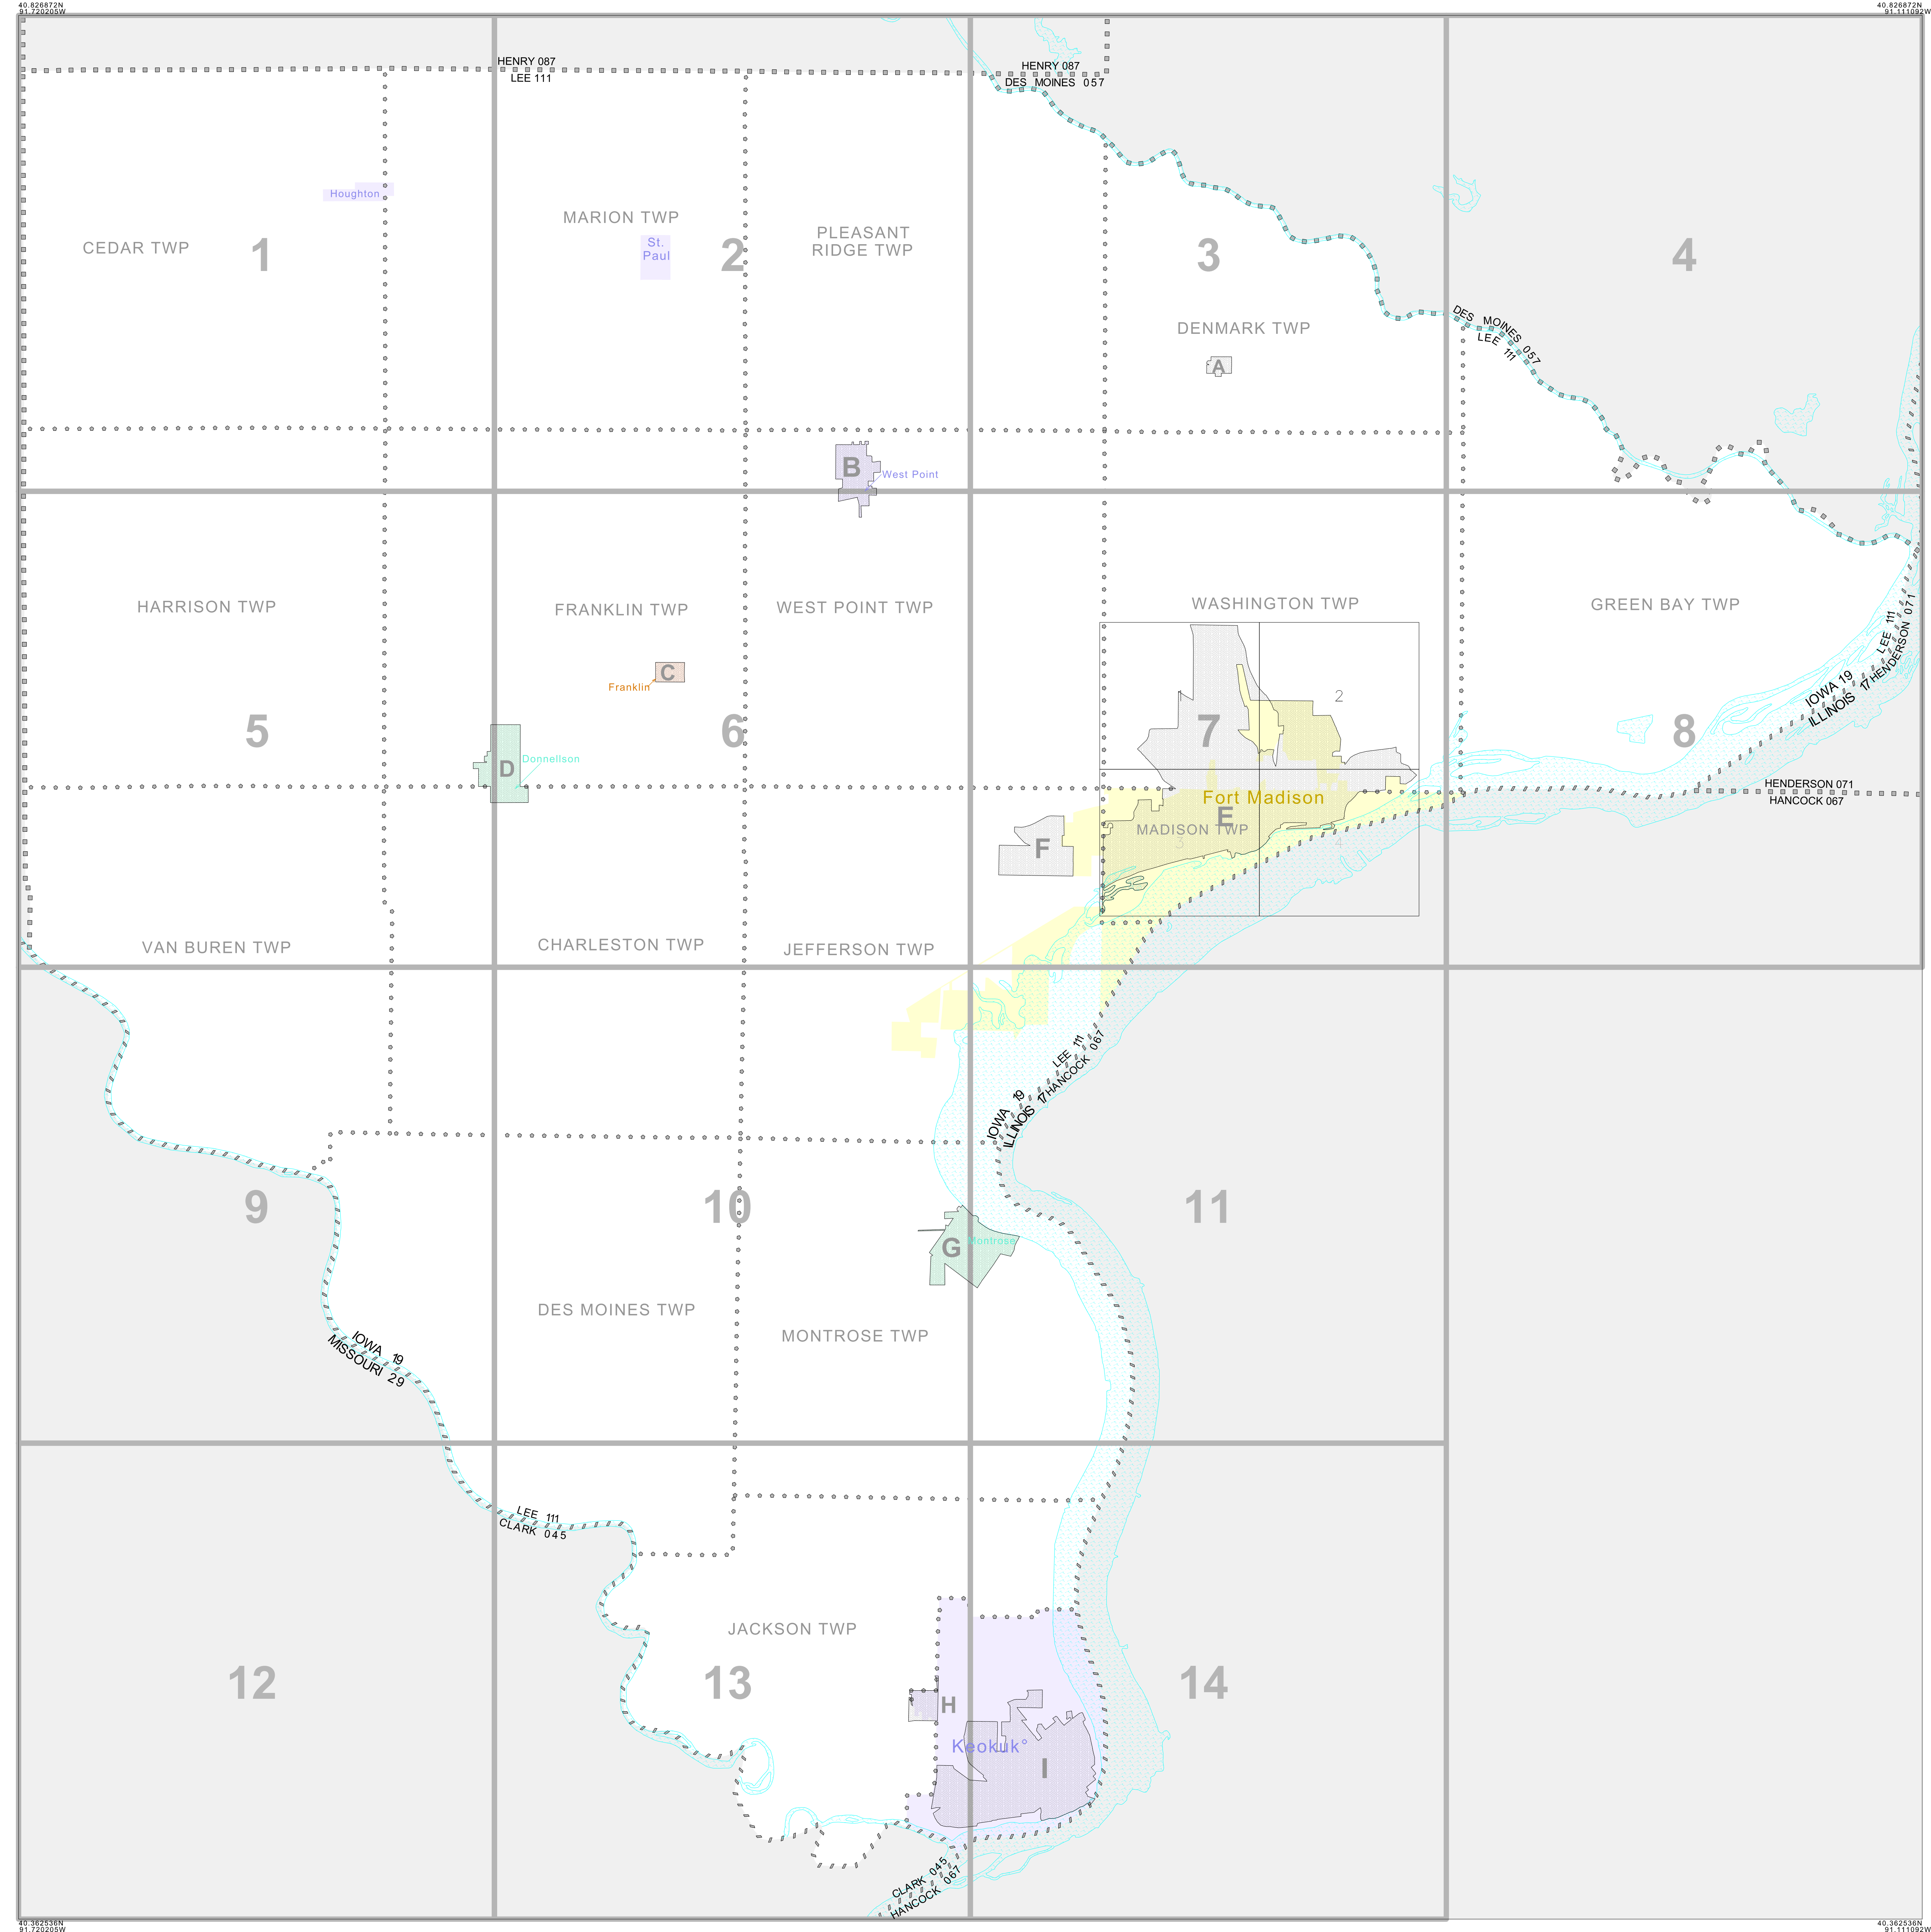 40.826872N
91.720205W
40.826872N
91.111092W
HENRY 087
LEE 111
HENRY 087
DES MOINES 057
Houghton
MARION TWP
St.
Paul
PLEASANT
RIDGE TWP
CEDAR TWP
1
2
3
4
DENMARK TWP
A
DES MOINES 057
LEE 111
B
West Point
HARRISON TWP
FRANKLIN TWP
WEST POINT TWP
WASHINGTON TWP
GREEN BAY TWP
C
Franklin
LEE 111
HENDERSON 071
IOWA 19
ILLINOIS 17
1
2
5
6
7
8
D
Donnellson
HENDERSON 071
HANCOCK 067
Fort Madison
E
MADISON TWP
3
4
F
VAN BUREN TWP
CHARLESTON TWP
JEFFERSON TWP
LEE 111
HANCOCK 067
IOWA 19
ILLINOIS 17
9
10
11
G
Montrose
DES MOINES TWP
MONTROSE TWP
IOWA 19
MISSOURI 29
LEE 111
CLARK 045
JACKSON TWP
12
13
14
H
Keokuk°
I
CLARK 045
HANCOCK 067
40.362536N
91.720205W
40.362536N
91.111092W